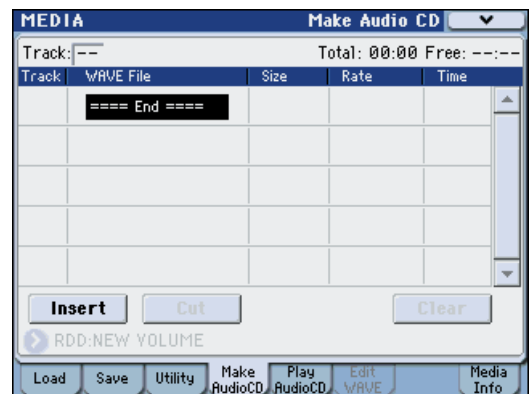 MEDIA Make Audio CD
Track: -- Total: 00:00 Free: --:--
Track WAVE File Size Rate Time
==== End ====
Insert Cut Clear
RDD:NEW VOLUME
Load Save Utility Make AudioCD Play AudioCD Edit WAVE Media Info